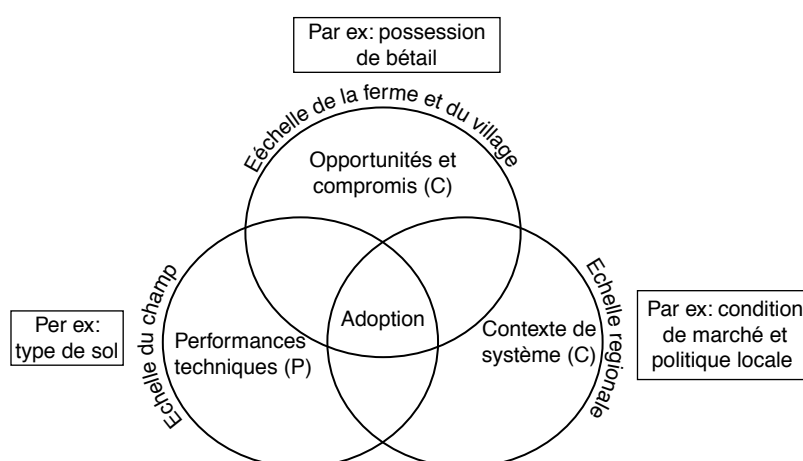 Par ex: possession
de bétail
Eéchelle de la ferme et du village
Opportunités et
compromis (C)
Echelle du champ
Per ex:
type de sol
Performances
techniques (P)
Adoption
Contexte de
système (C)
Echelle regionale
Par ex: condition
de marché et
politique locale